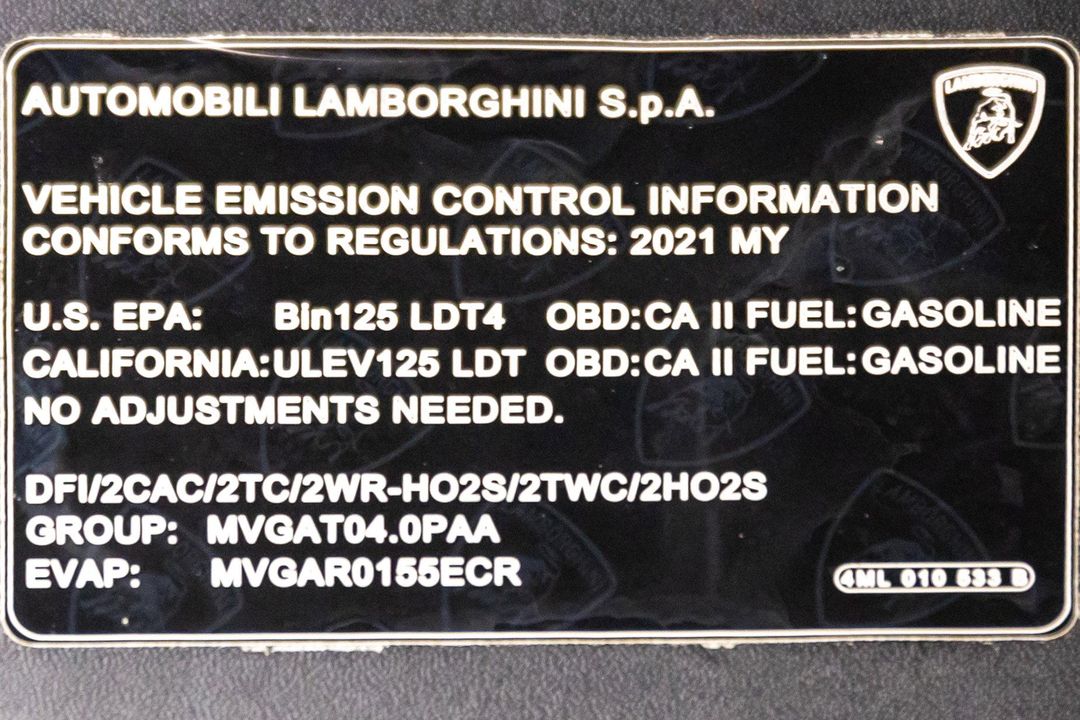 AUTOMOBILI LAMBORGHINI S.p.A.
LAMBORGHINI
VEHICLE EMISSION CONTROL INFORMATION
CONFORMS TO REGULATIONS: 2021 MY
U.S. EPA: Bin125 LDT4 OBD:CA II FUEL:GASOLINE
CALIFORNIA:ULEV125 LDT OBD:CA II FUEL:GASOLINE
NO ADJUSTMENTS NEEDED.
DFI/2CAC/2TC/2WR-HO2S/2TWC/2HO2S
GROUP: MVGAT04.0PAA
EVAP: MVGAR0155ECR
4ML 010 533 B